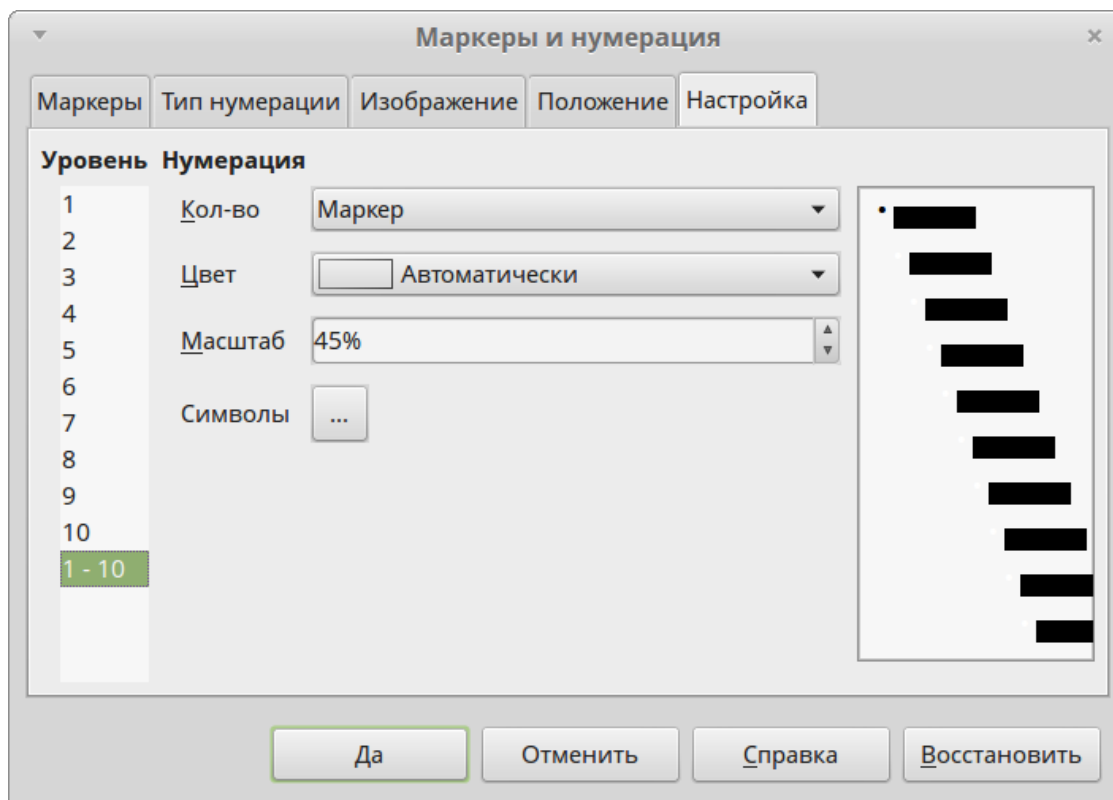 Маркеры и нумерация
Маркеры Тип нумерации Изображение Положение Настройка
Уровень Нумерация
1
2
3
4
5
6
7
8
9
10
1 - 10
Кол-во Маркер
Цвет Автоматически
Масштаб 45%
Символы ...
Да Отменить Справка Восстановить